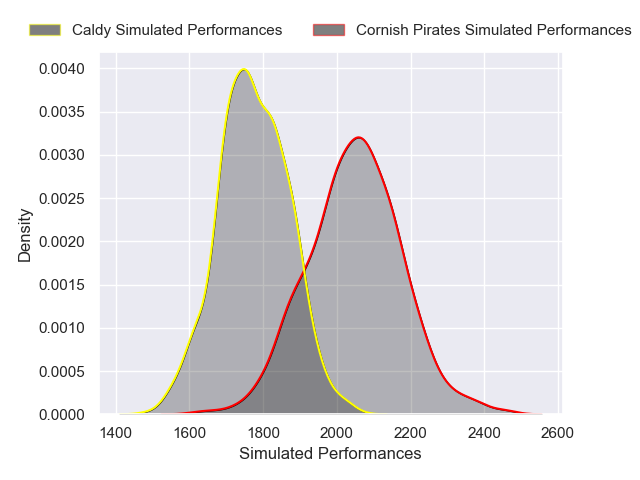 Caldy Simulated Performances
Cornish Pirates Simulated Performances
0.0040
0.0035
0.0030
0.0025
0.0020
0.0015
0.0010
0.0005
0.0000
Density
1400 1600 1800 2000 2200 2400 2600
Simulated Performances